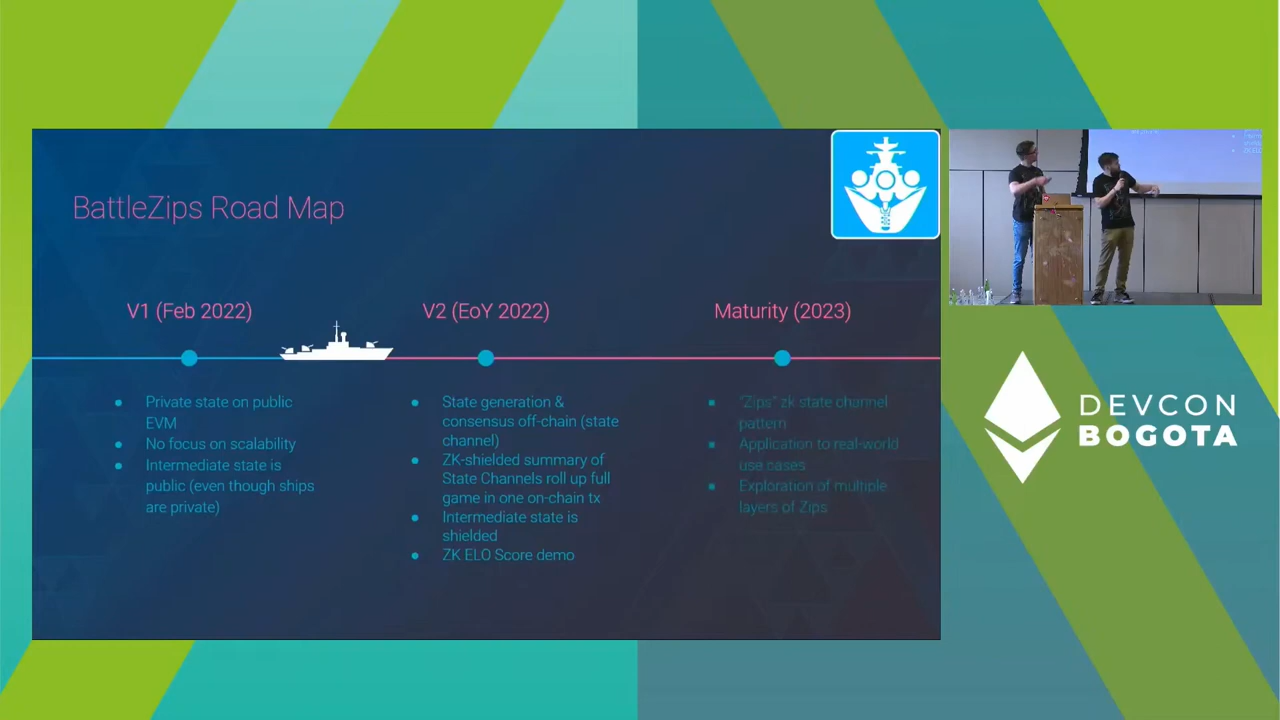 BattleZips Road Map
V1 (Feb 2022)
Private state on public
EVM
No focus on scalability
Intermediate state is
public (even though ships
are private)
V2 (EoY 2022)
State generation &
consensus off-chain (state
channel)
ZK-shielded summary of
State Channels roll up full
game in one on-chain tx
Intermediate state is
shielded
ZK ELO Score demo
Maturity (2023)
"Zips" zk state channel
pattern
Application to real-world
use cases
Exploration of multiple
layers of Zips
DEVCON
BOGOTA